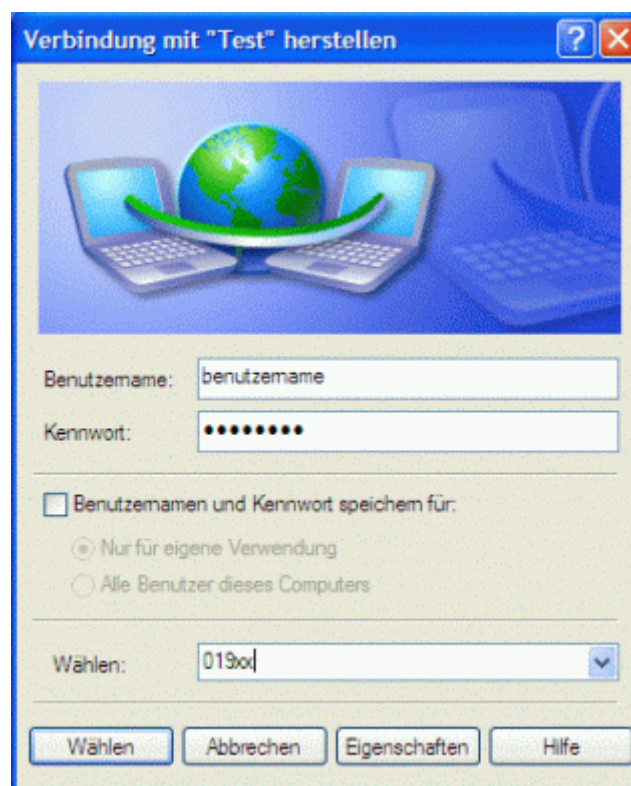 Verbindung mit "Test" herstellen
Benutzername: benutzername
Kennwort: ••••••••
Benutzernamen und Kennwort speichern für:
Nur für eigene Verwendung
Alle Benutzer dieses Computers
Wählen: 019xx
Wählen Abbrechen Eigenschaften Hilfe